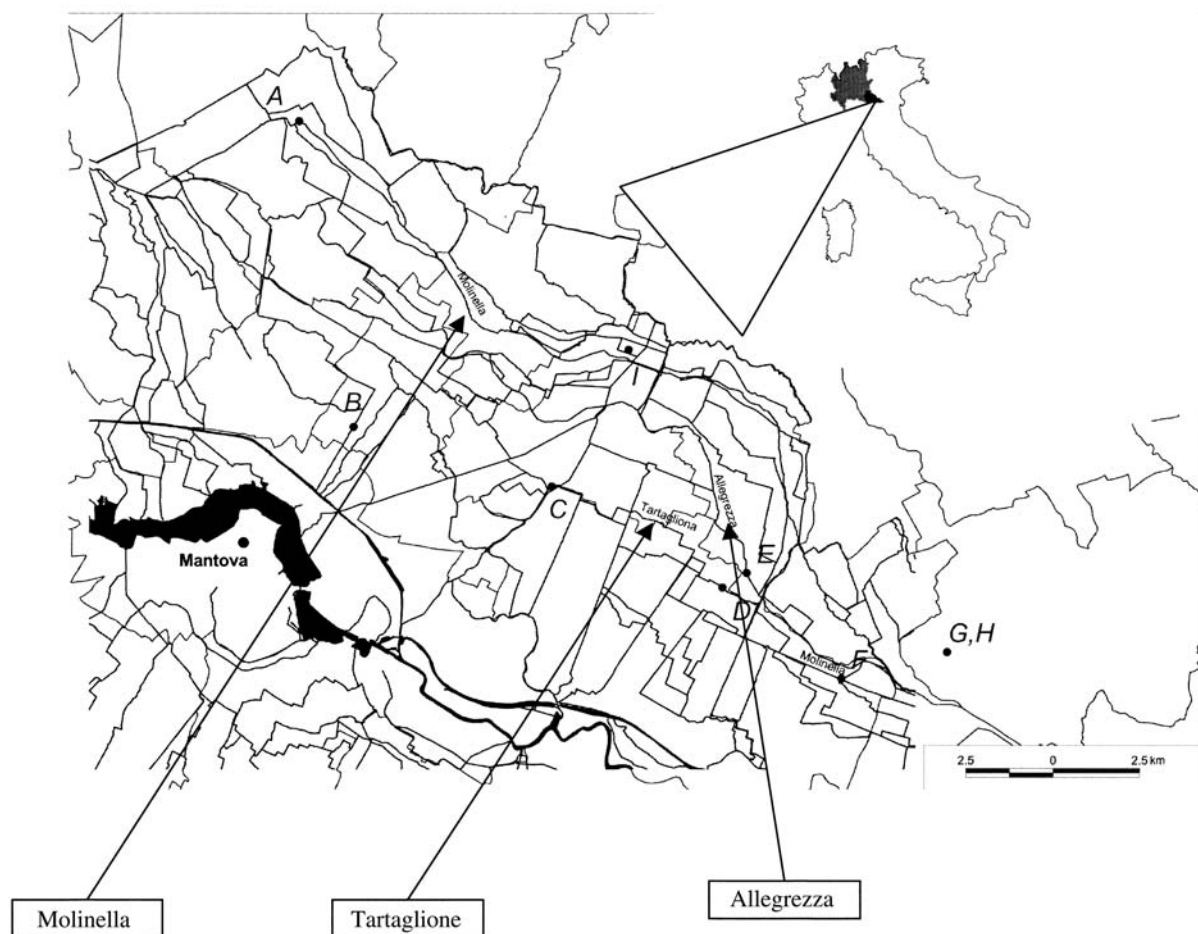 A
Molinella
I
B
C
Mantova
Tartagliona
Allegrezza
E
D
G,H
Molinella
F
2.5 0 2.5 km
Molinella
Tartaglione
Allegrezza